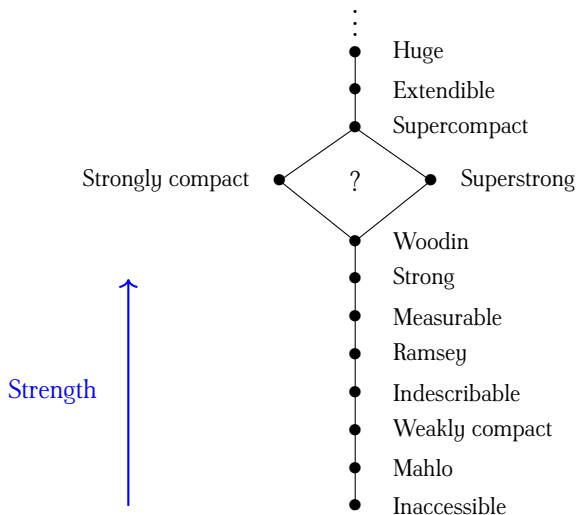 Huge
Extendible
Supercompact
Strongly compact
?
Superstrong
Woodin
Strong
Measurable
Ramsey
Strength
Indescribable
Weakly compact
Mahlo
Inaccessible